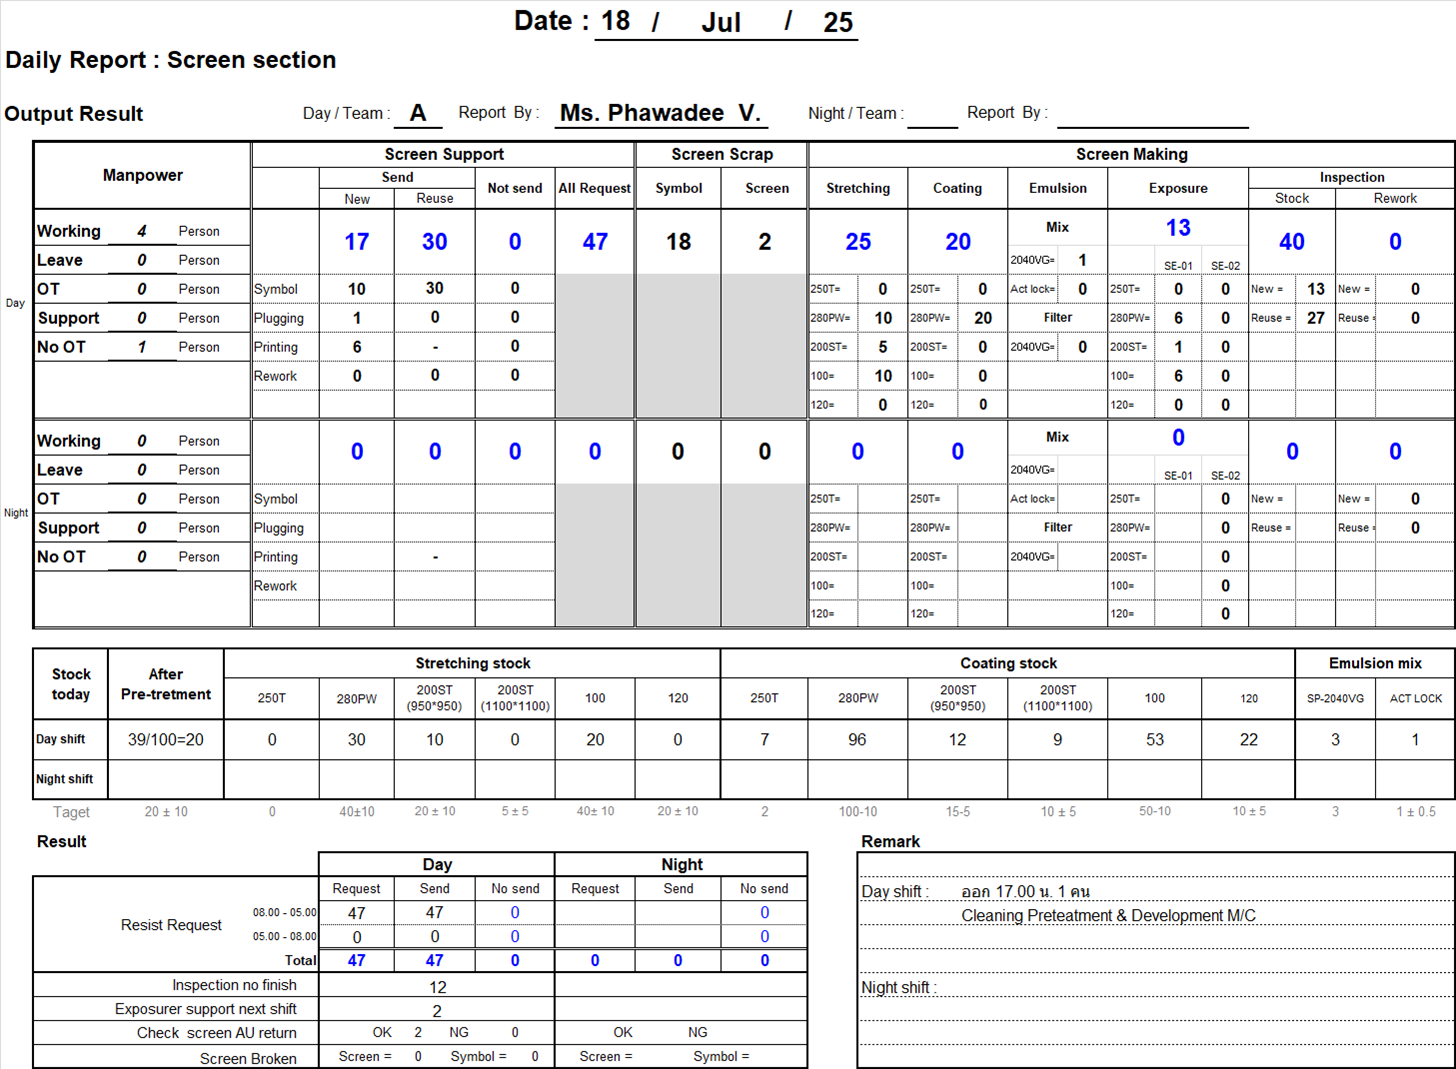 Date : 18 / Jul / 25
Daily Report : Screen section
Output Result Day / Team : A Report By : Ms. Phawadee V. Night / Team : Report By :
Manpower Screen Support Screen Scrap Screen Making
Send Not send All Request Symbol Screen Stretching Coating Emulsion Exposure Inspection
New Reuse Stock Rework
Day
Working 4 Person 17 30 0 47 18 2 25 20 Mix 13 40 0
Leave 0 Person 2040VG= 1 SE-01 SE-02
OT 0 Person Symbol 10 30 0 250T= 0 250T= 0 Act lock= 0 250T= 0 0 New = 13 New = 0
Support 0 Person Plugging 1 0 0 280PW= 10 280PW= 20 Filter 280PW= 6 0 Reuse = 27 Reuse = 0
No OT 1 Person Printing 6 - 0 200ST= 5 200ST= 0 2040VG= 0 200ST= 1 0
Rework 0 0 0 100= 10 100= 0 100= 6 0
120= 0 120= 0 120= 0 0
Night
Working 0 Person 0 0 0 0 0 0 0 0 Mix 0 0 0
Leave 0 Person 2040VG= SE-01 SE-02
OT 0 Person Symbol 250T= 250T= Act lock= 250T= 0 New = New = 0
Support 0 Person Plugging 280PW= 280PW= Filter 280PW= 0 Reuse = Reuse = 0
No OT 0 Person Printing - 200ST= 200ST= 2040VG= 200ST= 0
Rework 100= 100= 100= 0
120= 120= 120= 0
Stock today After Pre-tretment Stretching stock Coating stock Emulsion mix
250T 280PW 200ST (950*950) 200ST (1100*1100) 100 120 250T 280PW 200ST (950*950) 200ST (1100*1100) 100 120 SP-2040VG ACT LOCK
Day shift 39/100=20 0 30 10 0 20 0 7 96 12 9 53 22 3 1
Night shift
Taget 20 ± 10 0 40±10 20 ± 10 5 ± 5 40± 10 20 ± 10 2 100-10 15-5 10 ± 5 50-10 10 ± 5 3 1 ± 0.5
Result
Day Night
Request Send No send Request Send No send
Resist Request
08.00 - 05.00 47 47 0 0
05.00 - 08.00 0 0 0 0
Total 47 47 0 0 0 0
Inspection no finish 12
Exposurer support next shift 2
Check screen AU return OK 2 NG 0 OK NG
Screen Broken Screen = 0 Symbol = 0 Screen = Symbol =
Remark
Day shift : ออก 17.00 น. 1 คน
Cleaning Preteatment & Development M/C
Night shift :